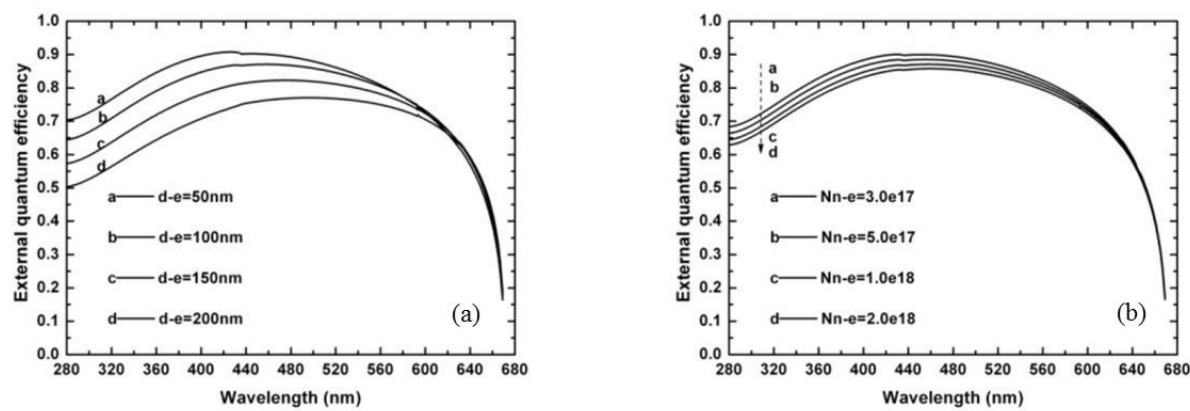 External quantum efficiency
1.0
0.9
0.8
0.7
0.6
0.5
0.4
0.3
0.2
0.1
0.0
a
b
c
d
a d-e=50nm
b d-e=100nm
c d-e=150nm
d d-e=200nm
(a)
280 320 360 400 440 480 520 560 600 640 680
Wavelength (nm)
External quantum efficiency
1.0
0.9
0.8
0.7
0.6
0.5
0.4
0.3
0.2
0.1
0.0
a
b
c
d
a Nn-e=3.0e17
b Nn-e=5.0e17
c Nn-e=1.0e18
d Nn-e=2.0e18
(b)
280 320 360 400 440 480 520 560 600 640 680
Wavelength (nm)